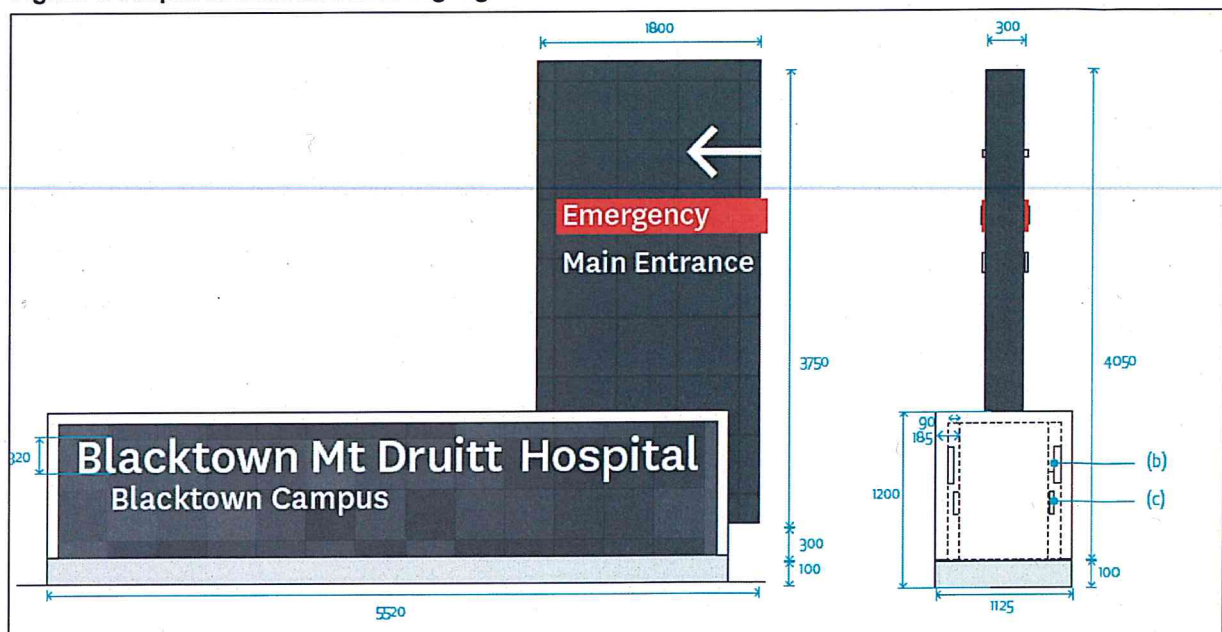 1800
300
Emergency
Main Entrance
3750
4050
Blacktown Mt Druitt Hospital
Blacktown Campus
90
185
(b)
(c)
1200
300
100
100
5520
1125